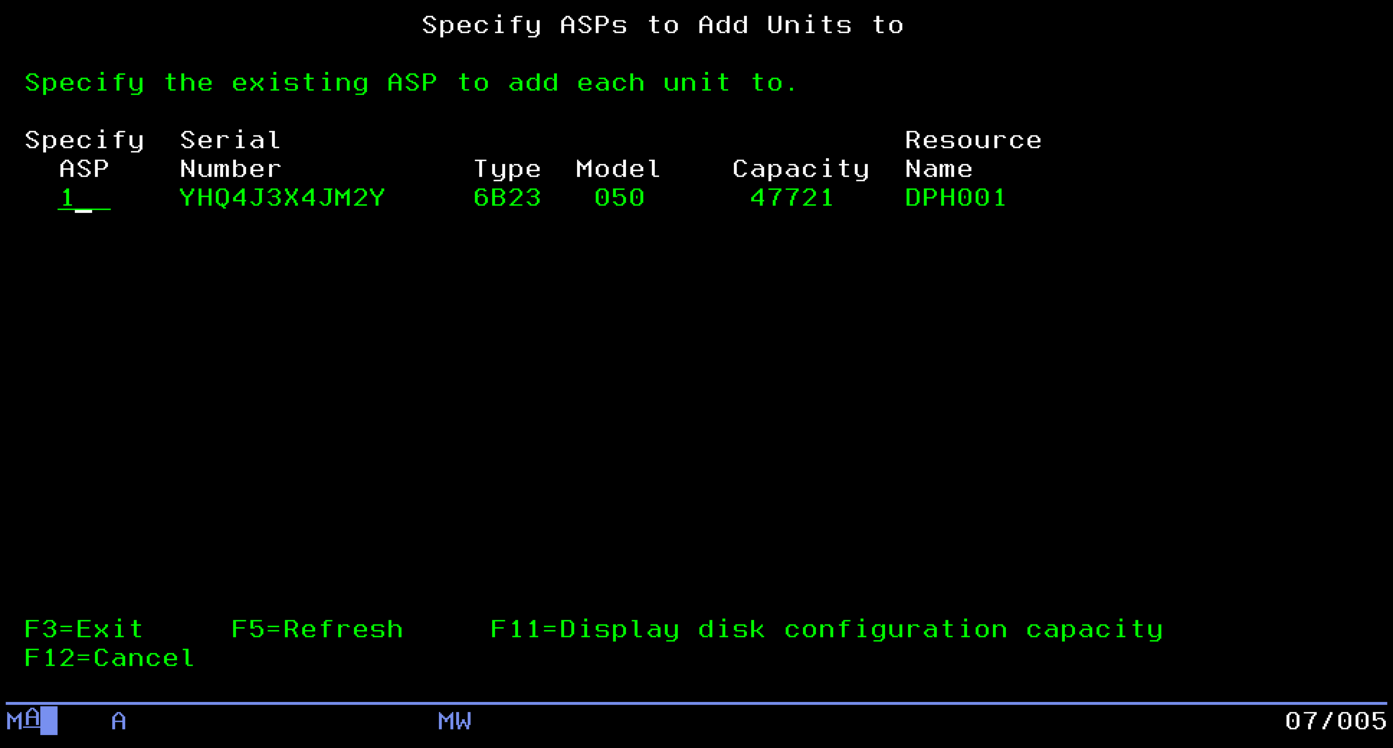 Specify ASPs to Add Units to
Specify the existing ASP to add each unit to.
Specify Serial Resource
ASP Number Type Model Capacity Name
1 YHQ4J3X4JM2Y 6B23 050 47721 DPH001
F3=Exit F5=Refresh F11=Display disk configuration capacity
F12=Cancel
MA A MW 07/005